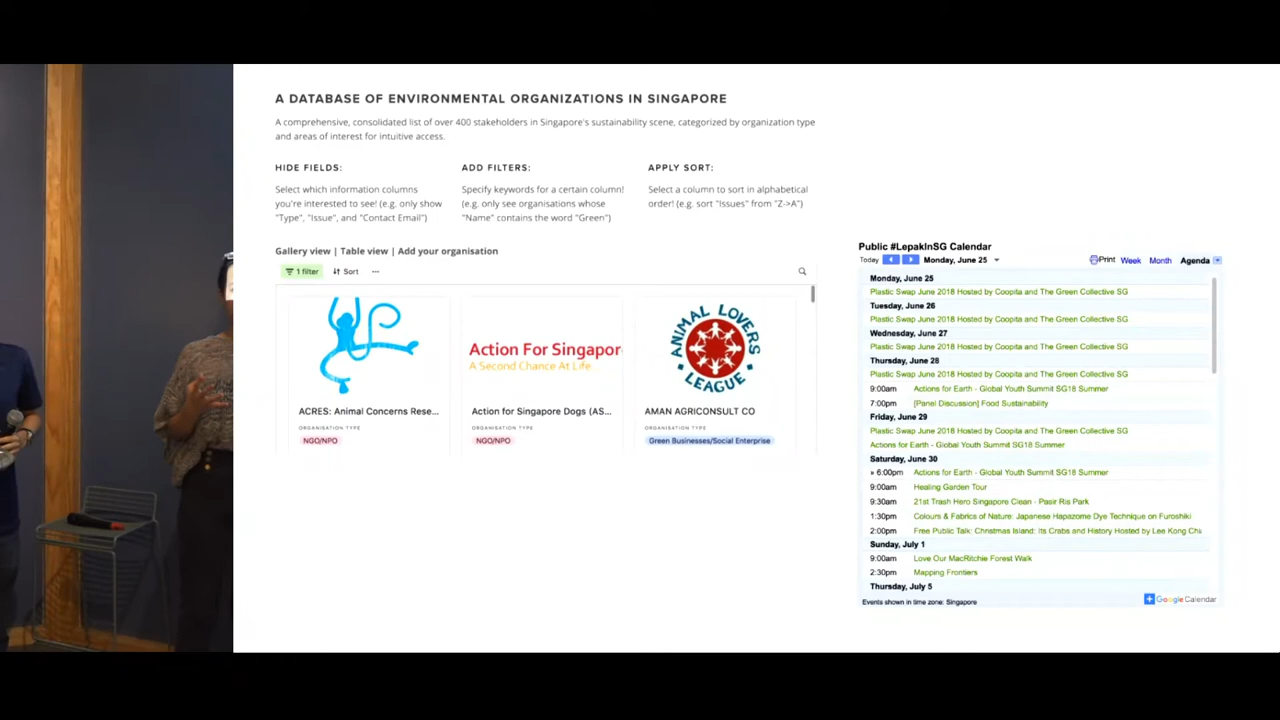 A DATABASE OF ENVIRONMENTAL ORGANIZATIONS IN SINGAPORE
A comprehensive, consolidated list of over 400 stakeholders in Singapore's sustainability scene, categorized by organization type
and areas of interest for intuitive access.
HIDE FIELDS:
Select which information columns
you're interested to see! (e.g. only show
"Type", "Issue", and "Contact Email")
ADD FILTERS:
Specify keywords for a certain column!
(e.g. only see organisations whose
"Name" contains the word "Green")
APPLY SORT:
Select a column to sort in alphabetical
order! (e.g. sort "Issues" from "Z->A")
Gallery view | Table view | Add your organisation
1 filter Sort ...
Action For Singapor
A Second Chance At Life
ANIMAL LOVERS
LEAGUE
ACRES: Animal Concerns Rese...
ORGANISATION TYPE
NGO/NPO
Action for Singapore Dogs (AS...
ORGANISATION TYPE
NGO/NPO
AMAN AGRICONSULT CO
ORGANISATION TYPE
Green Businesses/Social Enterprise
Public #LepakInSG Calendar
Today Monday, June 25 Print Week Month Agenda
Monday, June 25
Plastic Swap June 2018 Hosted by Coopita and The Green Collective SG
Tuesday, June 26
Plastic Swap June 2018 Hosted by Coopita and The Green Collective SG
Wednesday, June 27
Plastic Swap June 2018 Hosted by Coopita and The Green Collective SG
Thursday, June 28
Plastic Swap June 2018 Hosted by Coopita and The Green Collective SG
9:00am Actions for Earth - Global Youth Summit SG18 Summer
7:00pm [Panel Discussion] Food Sustainability
Friday, June 29
Plastic Swap June 2018 Hosted by Coopita and The Green Collective SG
Actions for Earth - Global Youth Summit SG18 Summer
Saturday, June 30
» 6:00pm Actions for Earth - Global Youth Summit SG18 Summer
9:00am Healing Garden Tour
9:30am 21st Trash Hero Singapore Clean - Pasir Ris Park
1:30pm Colours & Fabrics of Nature: Japanese Hapazome Dye Technique on Furoshiki
2:00pm Free Public Talk: Christmas Island: Its Crabs and History Hosted by Lee Kong Chi
Sunday, July 1
9:00am Love Our MacRitchie Forest Walk
2:30pm Mapping Frontiers
Thursday, July 5
Events shown in time zone: Singapore
Google Calendar